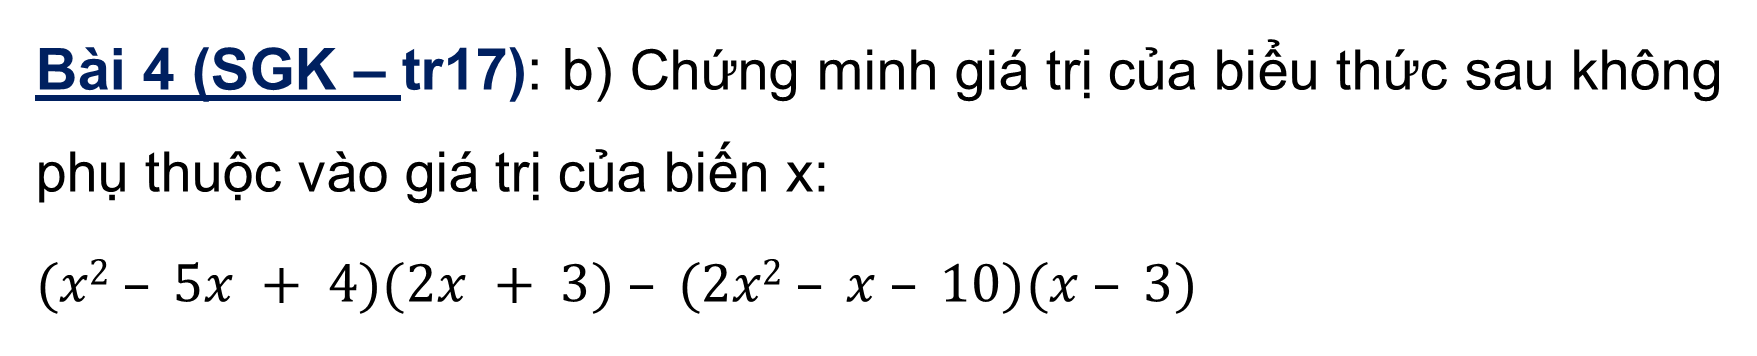 Bài 4 (SGK – tr17): b) Chứng minh giá trị của biểu thức sau không
phụ thuộc vào giá trị của biến x:
(x² – 5x + 4)(2x + 3) – (2x² – x – 10)(x – 3)